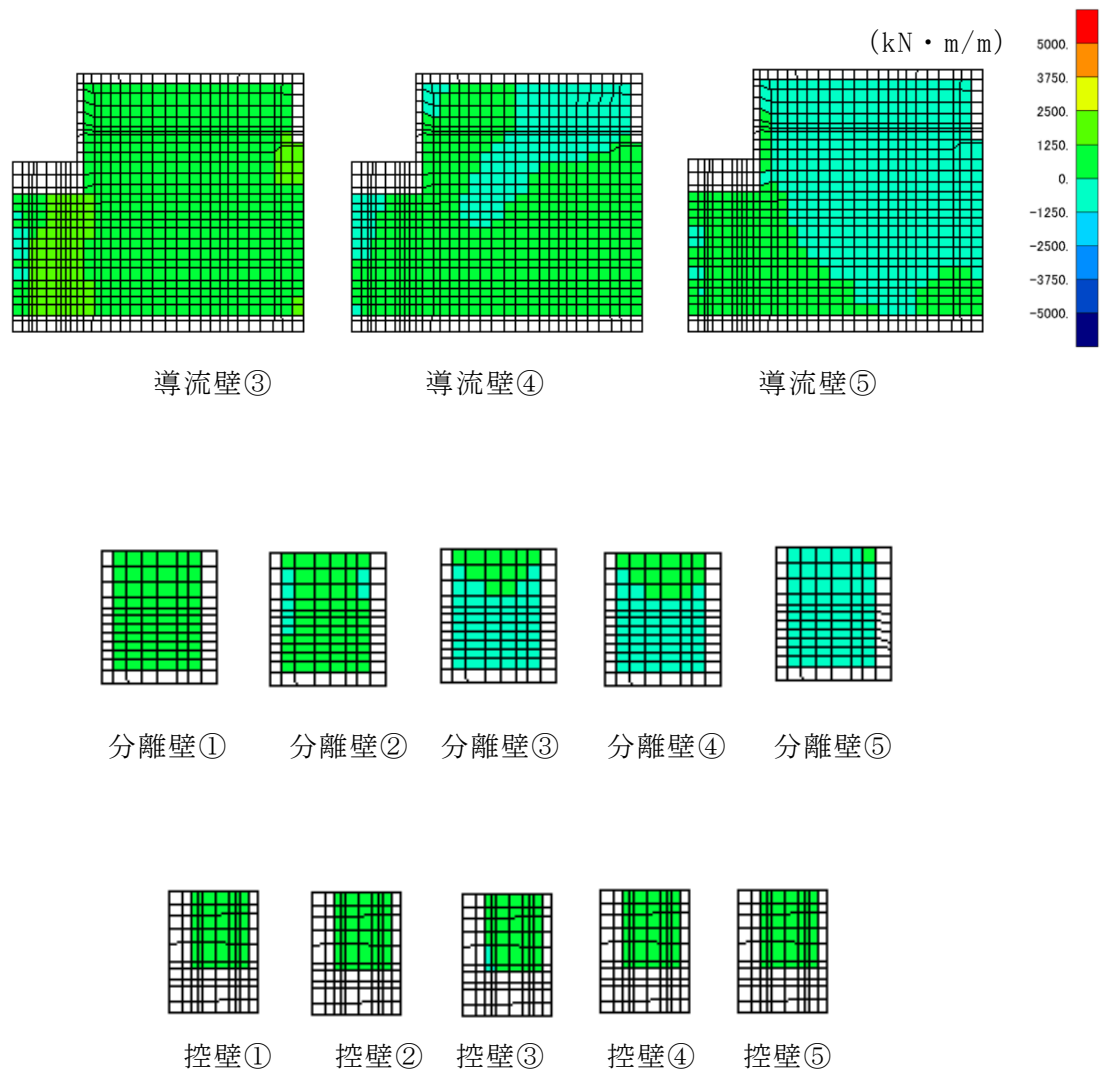 (kN・m/m)
5000.
3750.
2500.
1250.
0.
-1250.
-2500.
-3750.
-5000.
導流壁③ 導流壁④ 導流壁⑤
分離壁① 分離壁② 分離壁③ 分離壁④ 分離壁⑤
控壁① 控壁② 控壁③ 控壁④ 控壁⑤